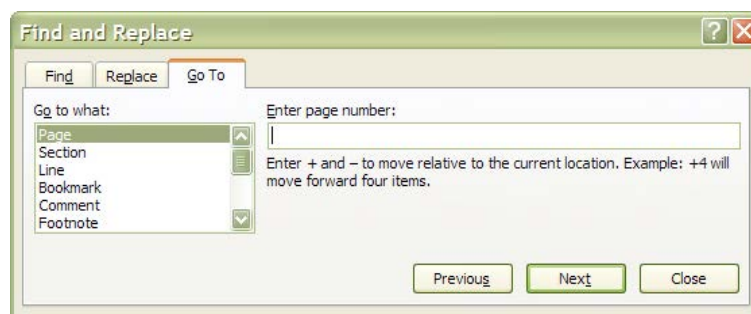 Find and Replace
Find Replace Go To
Go to what:
Page
Section
Line
Bookmark
Comment
Footnote
Enter page number:
Enter + and – to move relative to the current location. Example: +4 will
move forward four items.
Previous Next Close